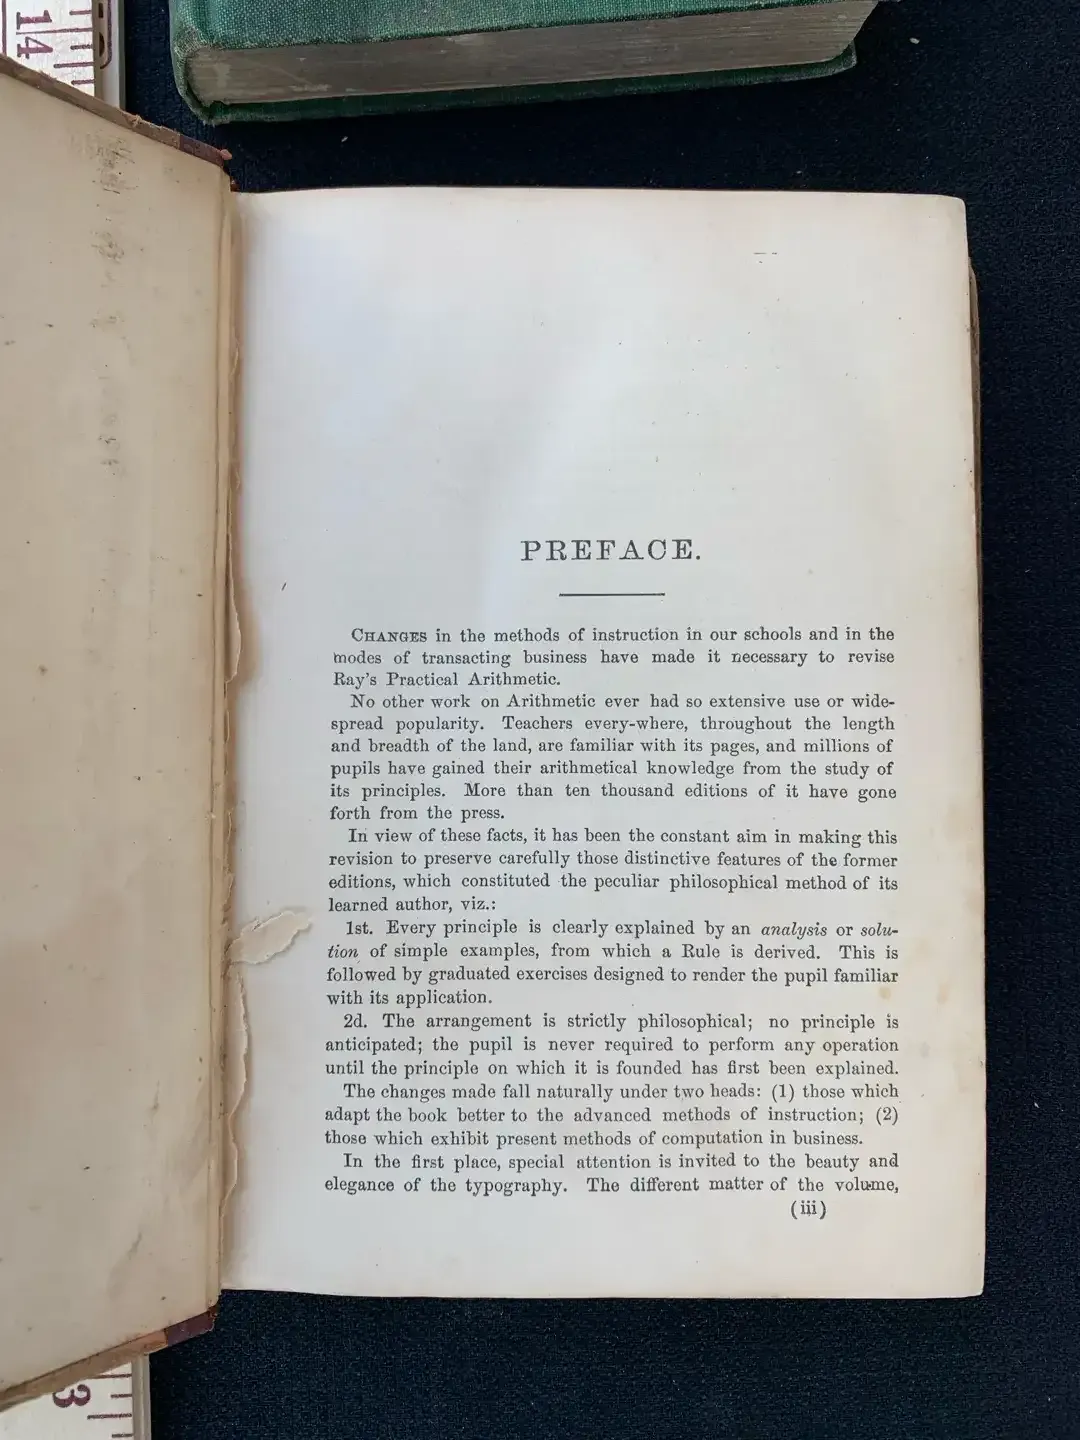 14
PREFACE.
CHANGES in the methods of instruction in our schools and in the
modes of transacting business have made it necessary to revise
Ray's Practical Arithmetic.
No other work on Arithmetic ever had so extensive use or wide-
spread popularity. Teachers every-where, throughout the length
and breadth of the land, are familiar with its pages, and millions of
pupils have gained their arithmetical knowledge from the study of
its principles. More than ten thousand editions of it have gone
forth from the press.
In view of these facts, it has been the constant aim in making this
revision to preserve carefully those distinctive features of the former
editions, which constituted the peculiar philosophical method of its
learned author, viz.:
1st. Every principle is clearly explained by an analysis or solu-
tion of simple examples, from which a Rule is derived. This is
followed by graduated exercises designed to render the pupil familiar
with its application.
2d. The arrangement is strictly philosophical; no principle is
anticipated; the pupil is never required to perform any operation
until the principle on which it is founded has first been explained.
The changes made fall naturally under two heads: (1) those which
adapt the book better to the advanced methods of instruction; (2)
those which exhibit present methods of computation in business.
In the first place, special attention is invited to the beauty and
elegance of the typography. The different matter of the volume,
(iii)
3